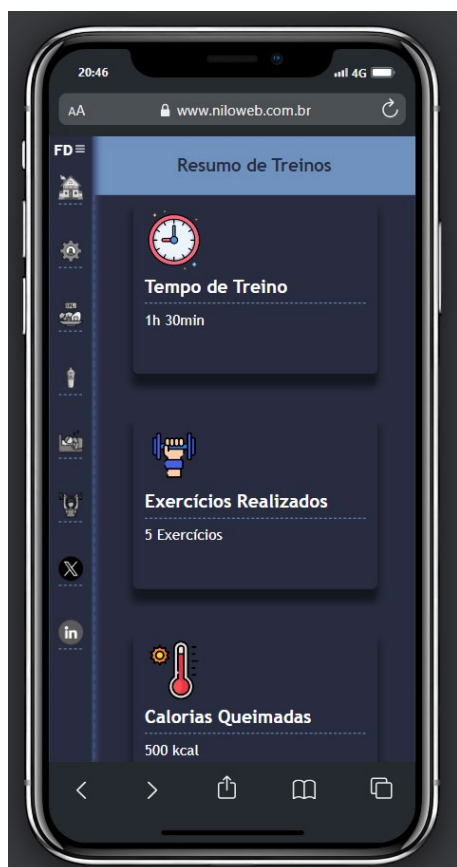 20:46
4G
AA
www.niloweb.com.br
FD
Resumo de Treinos
Tempo de Treino
1h 30min
Exercícios Realizados
5 Exercícios
Calorias Queimadas
500 kcal
X
in